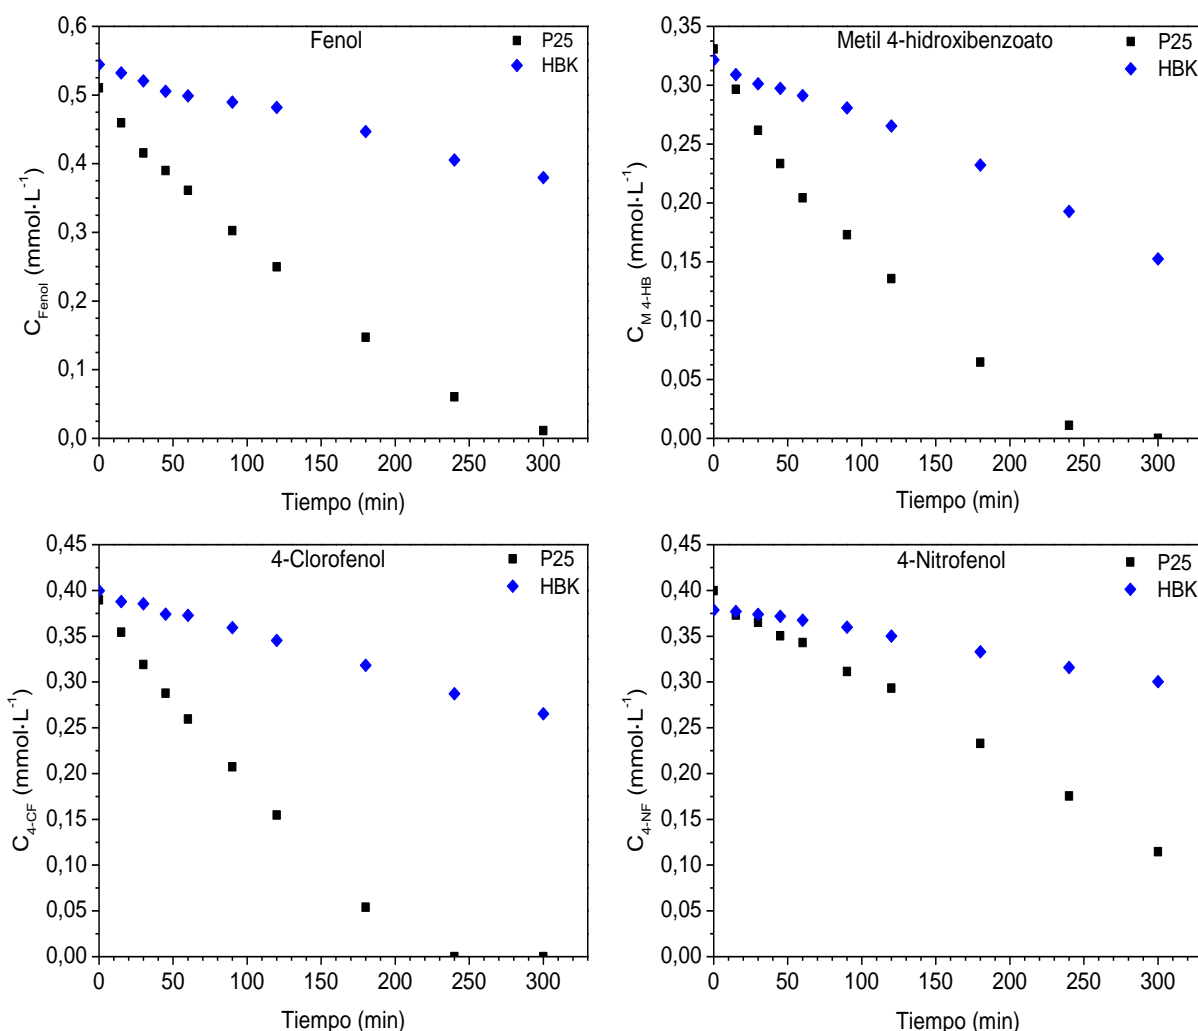 Fenol
P25
HBK
0,6
0,5
0,4
0,3
0,2
0,1
0,0
C_Fenol (mmol·L⁻¹)
0 50 100 150 200 250 300
Tiempo (min)
Metil 4-hidroxibenzoato
P25
HBK
0,35
0,30
0,25
0,20
0,15
0,10
0,05
0,00
C_M 4-HB (mmol·L⁻¹)
0 50 100 150 200 250 300
Tiempo (min)
4-Clorofenol
P25
HBK
0,45
0,40
0,35
0,30
0,25
0,20
0,15
0,10
0,05
0,00
C_4-CF (mmol·L⁻¹)
0 50 100 150 200 250 300
Tiempo (min)
4-Nitrofenol
P25
HBK
0,45
0,40
0,35
0,30
0,25
0,20
0,15
0,10
0,05
0,00
C_4-NF (mmol·L⁻¹)
0 50 100 150 200 250 300
Tiempo (min)